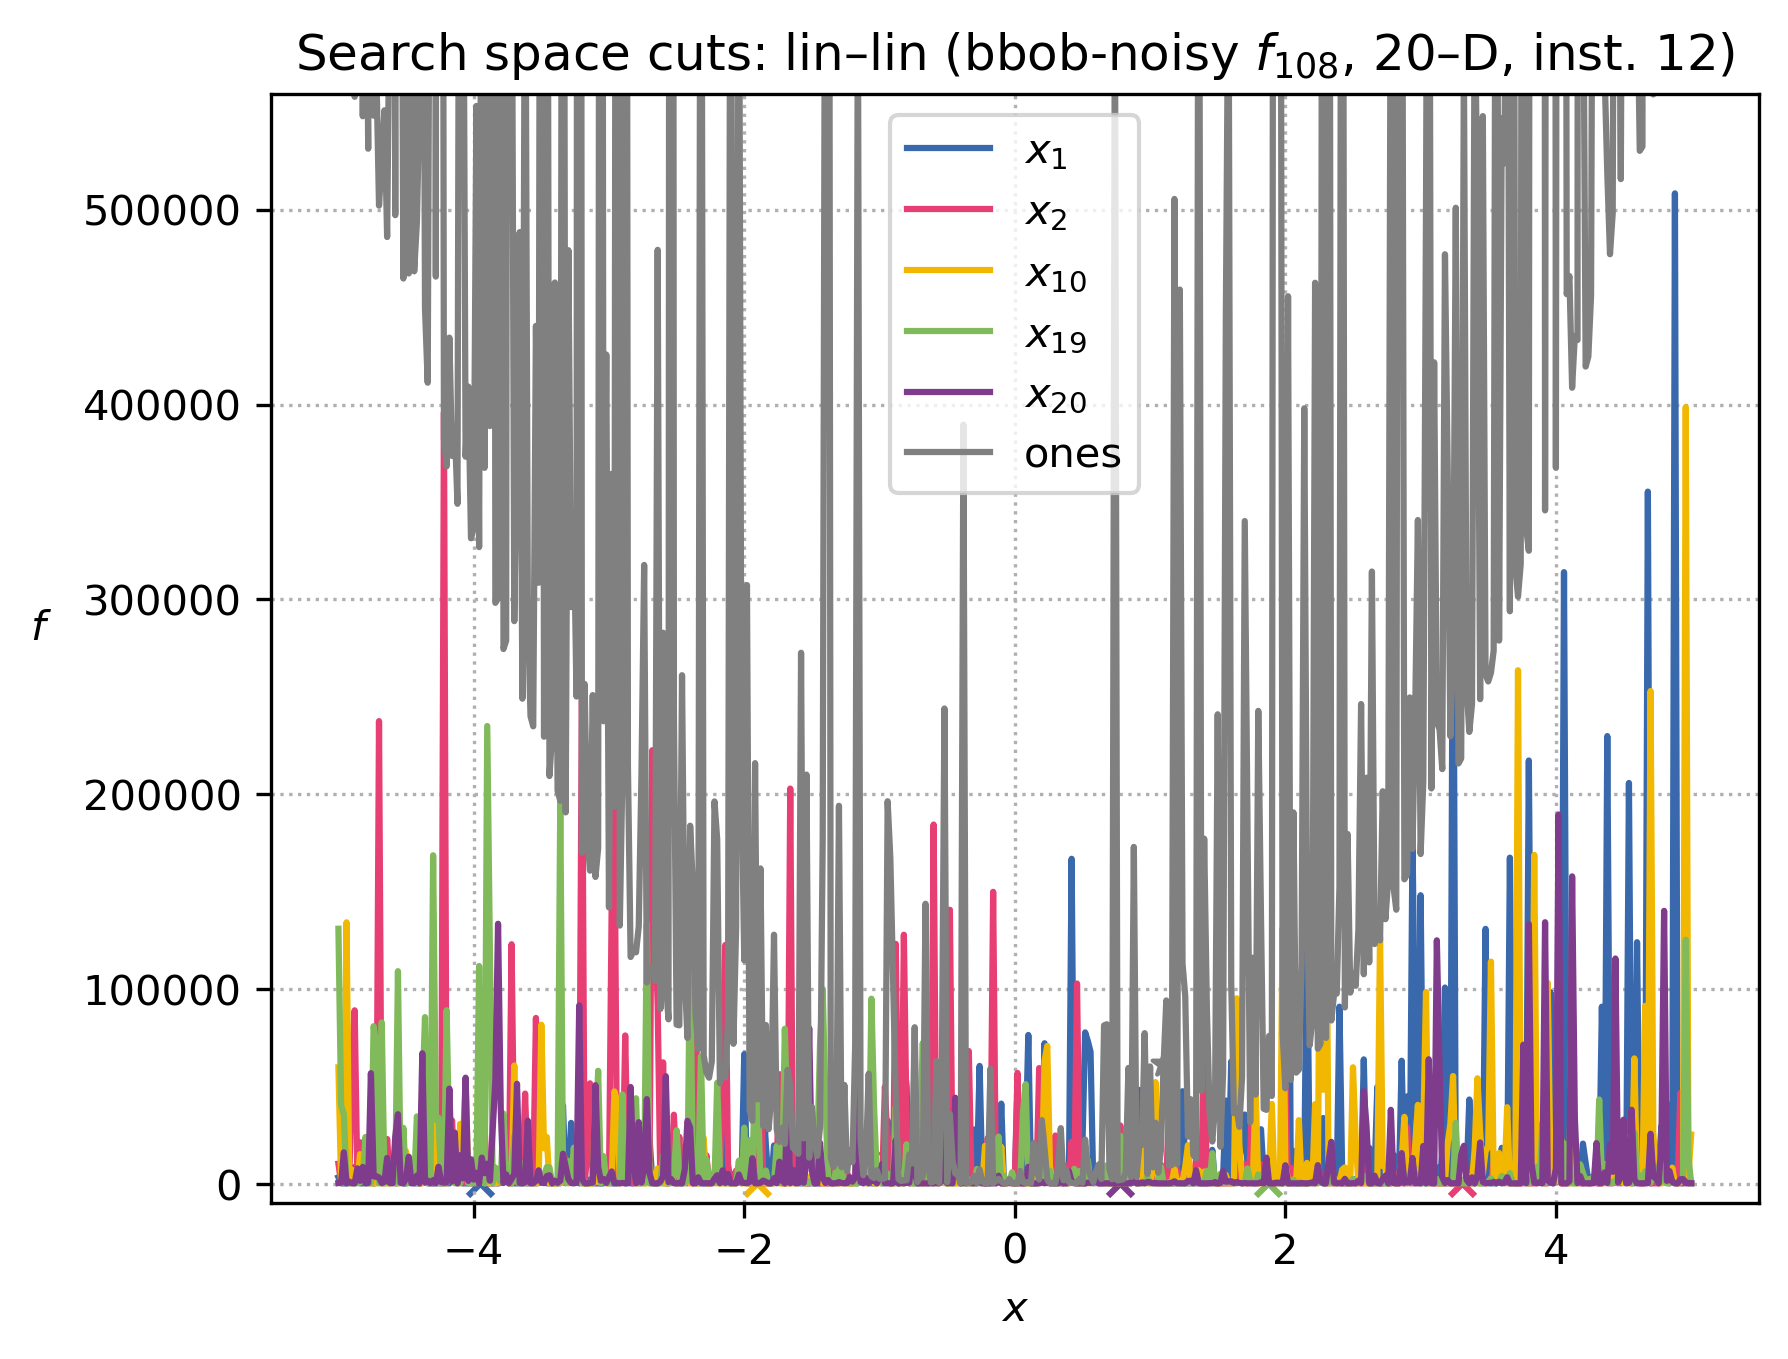 Search space cuts: lin–lin (bbob-noisy f₁₀₈, 20–D, inst. 12)
x₁
x₂
x₁₀
x₁₉
x₂₀
ones
500000
400000
300000
200000
100000
0
f
−4
−2
0
2
4
x